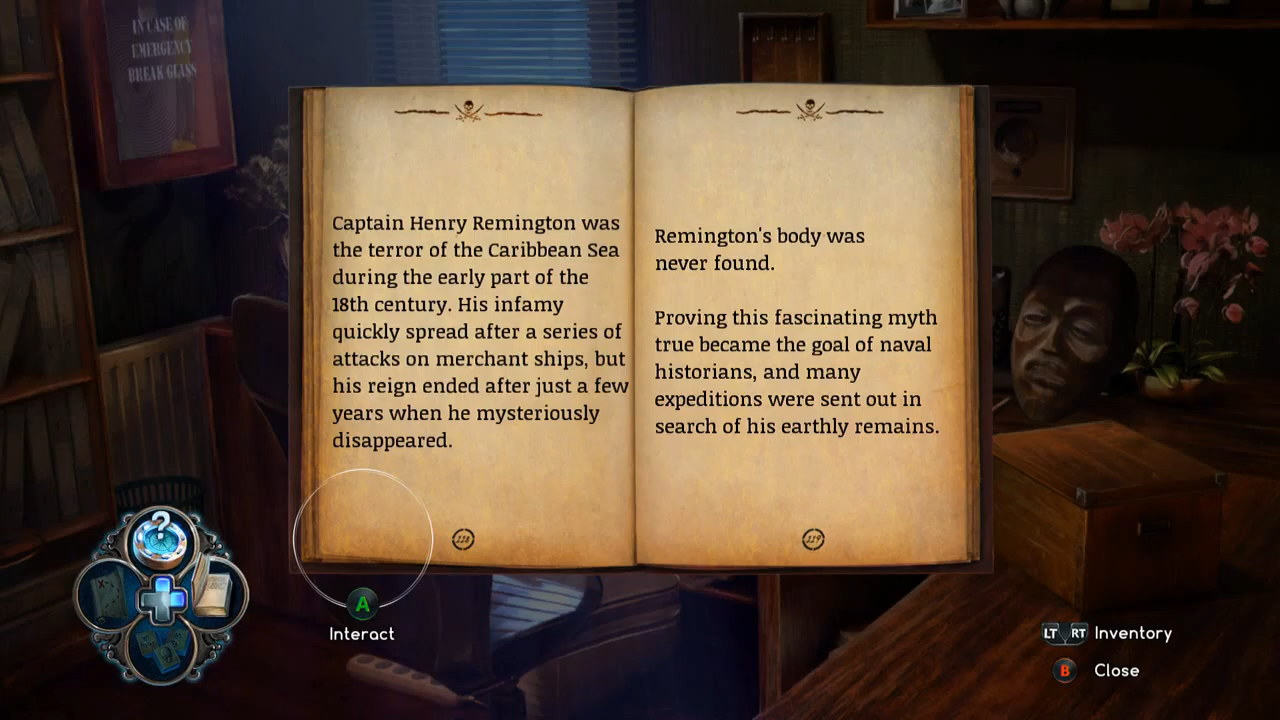 IN CASE OF
EMERGENCY
BREAK GLASS
Captain Henry Remington was
the terror of the Caribbean Sea
during the early part of the
18th century. His infamy
quickly spread after a series of
attacks on merchant ships, but
his reign ended after just a few
years when he mysteriously
disappeared.
118
Remington's body was
never found.
Proving this fascinating myth
true became the goal of naval
historians, and many
expeditions were sent out in
search of his earthly remains.
119
?
A
Interact
LT RT Inventory
B Close